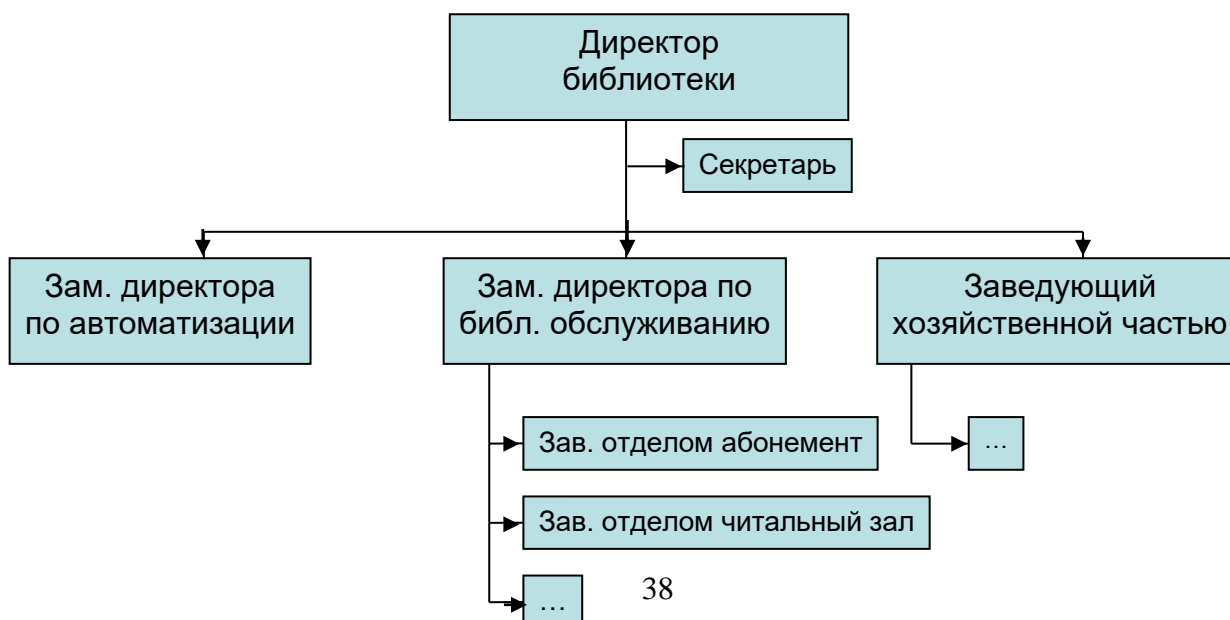 Директор
библиотеки
Секретарь
Зам. директора
по автоматизации
Зам. директора по
библ. обслуживанию
Заведующий
хозяйственной частью
Зав. отделом абонемент
...
Зав. отделом читальный зал
...
38